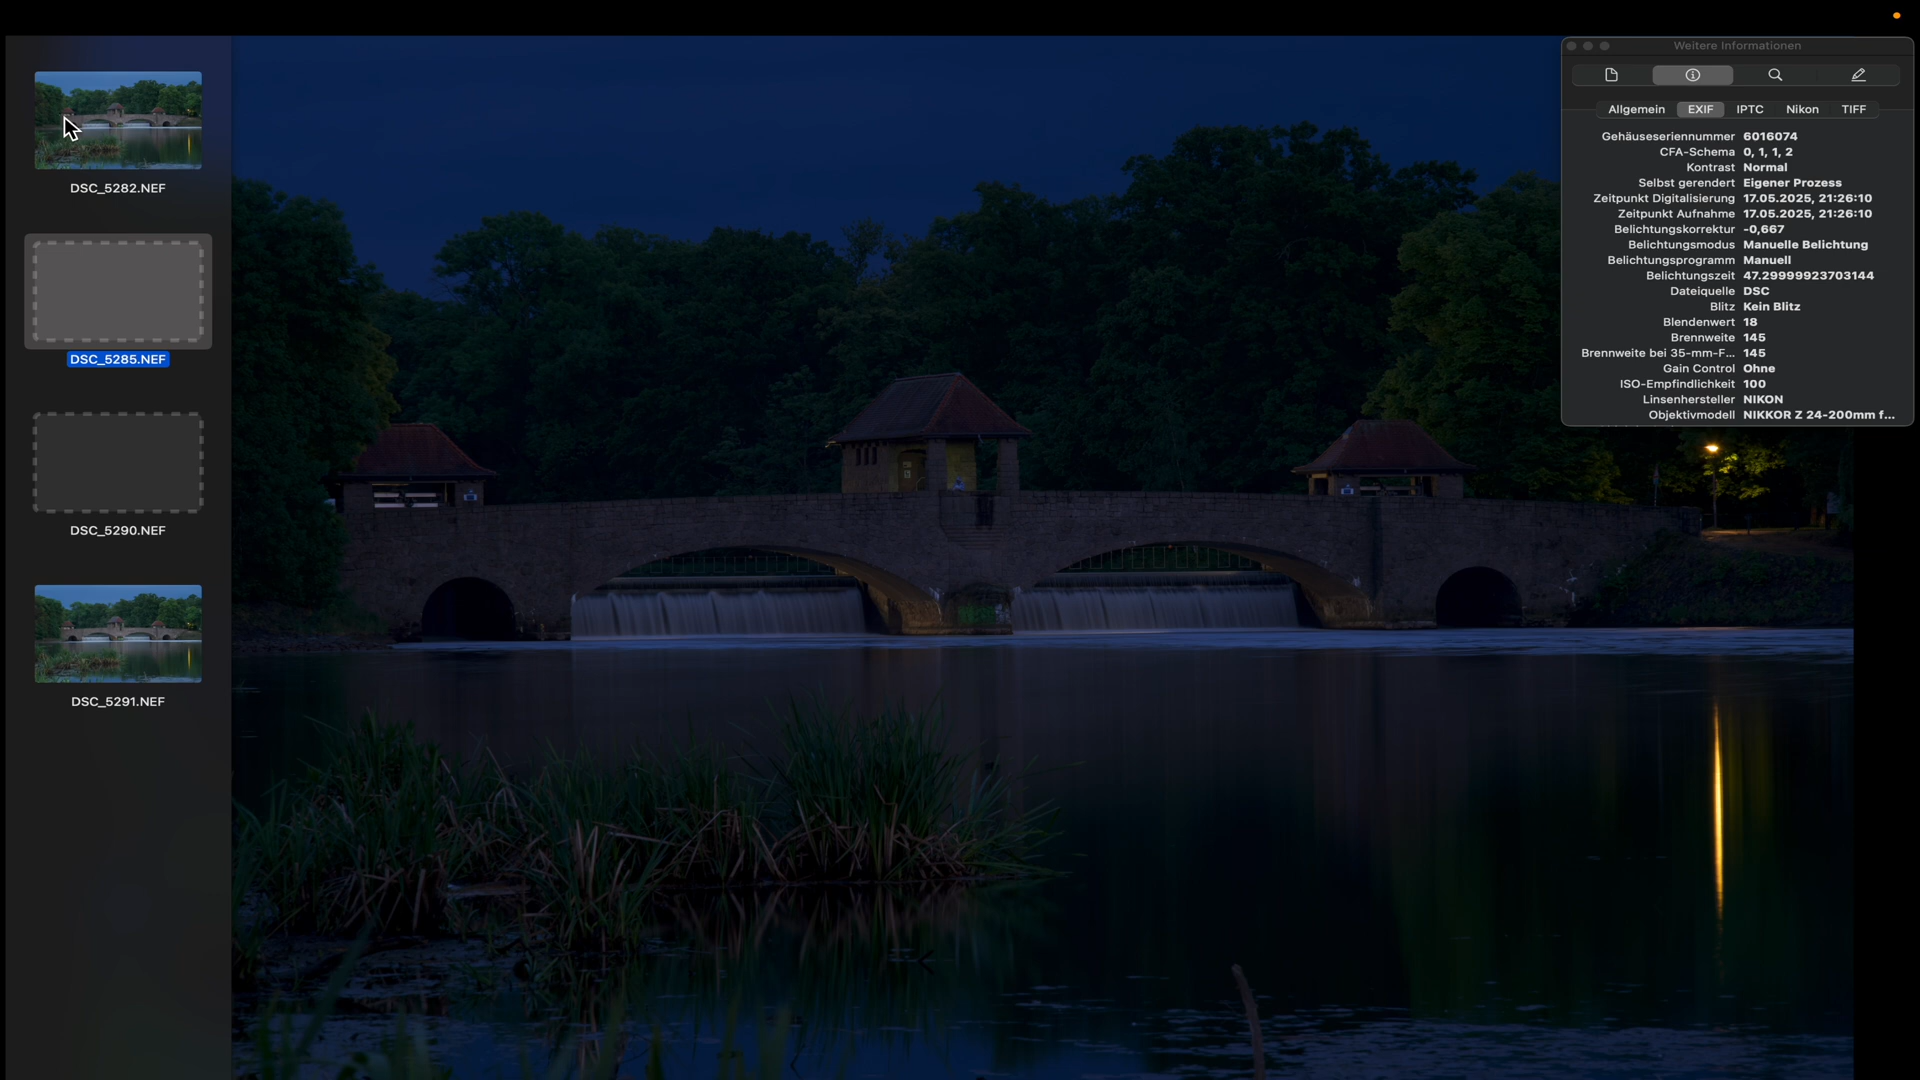 DSC_5282.NEF
DSC_5285.NEF
DSC_5290.NEF
DSC_5291.NEF
Weitere Informationen
Allgemein EXIF IPTC Nikon TIFF
Gehäuseseriennummer 6016074
CFA-Schema 0, 1, 1, 2
Kontrast Normal
Selbst gerendert Eigener Prozess
Zeitpunkt Digitalisierung 17.05.2025, 21:26:10
Zeitpunkt Aufnahme 17.05.2025, 21:26:10
Belichtungskorrektur -0,667
Belichtungsmodus Manuelle Belichtung
Belichtungsprogramm Manuell
Belichtungszeit 47.29999923703144
Dateiquelle DSC
Blitz Kein Blitz
Blendenwert 18
Brennweite 145
Brennweite bei 35-mm-F... 145
Gain Control Ohne
ISO-Empfindlichkeit 100
Linsenhersteller NIKON
Objektivmodell NIKKOR Z 24-200mm f...